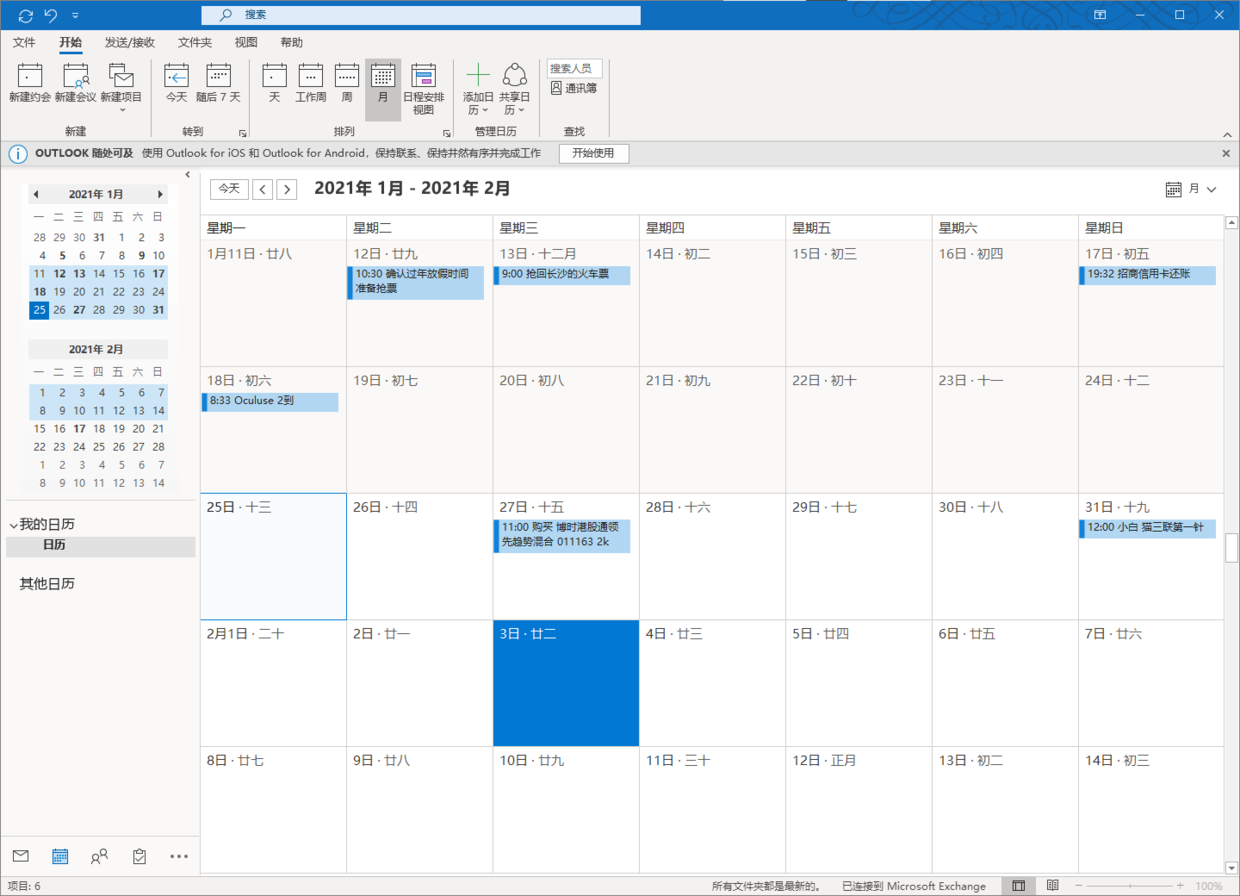 搜索
文件 开始 发送/接收 文件夹 视图 帮助
新建约会 新建会议 新建项目
今天 随后 7 天
天 工作周 周 月 日程安排视图
添加日历 共享日历
搜索人员
通讯簿
新建 转到 排列 管理日历 查找
OUTLOOK 随处可及 使用 Outlook for iOS 和 Outlook for Android，保持联系、保持井然有序并完成工作 开始使用
2021年 1月
一 二 三 四 五 六 日
28 29 30 31 1 2 3
4 5 6 7 8 9 10
11 12 13 14 15 16 17
18 19 20 21 22 23 24
25 26 27 28 29 30 31
2021年 2月
一 二 三 四 五 六 日
1 2 3 4 5 6 7
8 9 10 11 12 13 14
15 16 17 18 19 20 21
22 23 24 25 26 27 28
1 2 3 4 5 6 7
8 9 10 11 12 13 14
我的日历
日历
其他日历
今天 2021年 1月 - 2021年 2月 月
星期一 星期二 星期三 星期四 星期五 星期六 星期日
1月11日 · 廿八 12日 · 廿九 13日 · 十二月 14日 · 初二 15日 · 初三 16日 · 初四 17日 · 初五
10:30 确认过年放假时间
准备抢票
9:00 抢回长沙的火车票
19:32 招商信用卡还账
18日 · 初六 19日 · 初七 20日 · 初八 21日 · 初九 22日 · 初十 23日 · 十一 24日 · 十二
8:33 Oculuse 2到
25日 · 十三 26日 · 十四 27日 · 十五 28日 · 十六 29日 · 十七 30日 · 十八 31日 · 十九
11:00 购买 博时港股通领
先趋势混合 011163 2k
12:00 小白 猫三联第一针
2月1日 · 二十 2日 · 廿一 3日 · 廿二 4日 · 廿三 5日 · 廿四 6日 · 廿五 7日 · 廿六
8日 · 廿七 9日 · 廿八 10日 · 廿九 11日 · 三十 12日 · 正月 13日 · 初二 14日 · 初三
项目: 6 所有文件夹都是最新的。 已连接到 Microsoft Exchange 100%